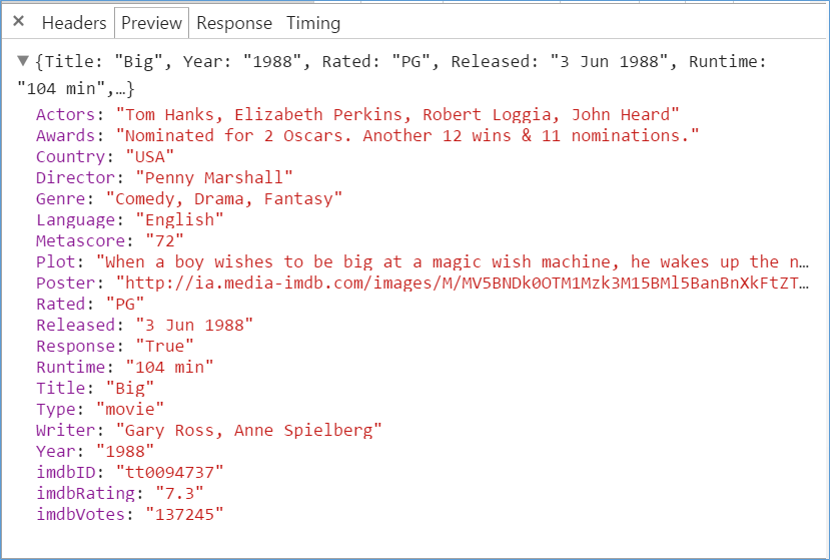 × Headers Preview Response Timing
▼ {Title: "Big", Year: "1988", Rated: "PG", Released: "3 Jun 1988", Runtime:
"104 min",…}
Actors: "Tom Hanks, Elizabeth Perkins, Robert Loggia, John Heard"
Awards: "Nominated for 2 Oscars. Another 12 wins & 11 nominations."
Country: "USA"
Director: "Penny Marshall"
Genre: "Comedy, Drama, Fantasy"
Language: "English"
Metascore: "72"
Plot: "When a boy wishes to be big at a magic wish machine, he wakes up the n…
Poster: "http://ia.media-imdb.com/images/M/MV5BNDk0OTM1Mzk3M15BMl5BanBnXkFtZT…
Rated: "PG"
Released: "3 Jun 1988"
Response: "True"
Runtime: "104 min"
Title: "Big"
Type: "movie"
Writer: "Gary Ross, Anne Spielberg"
Year: "1988"
imdbID: "tt0094737"
imdbRating: "7.3"
imdbVotes: "137245"